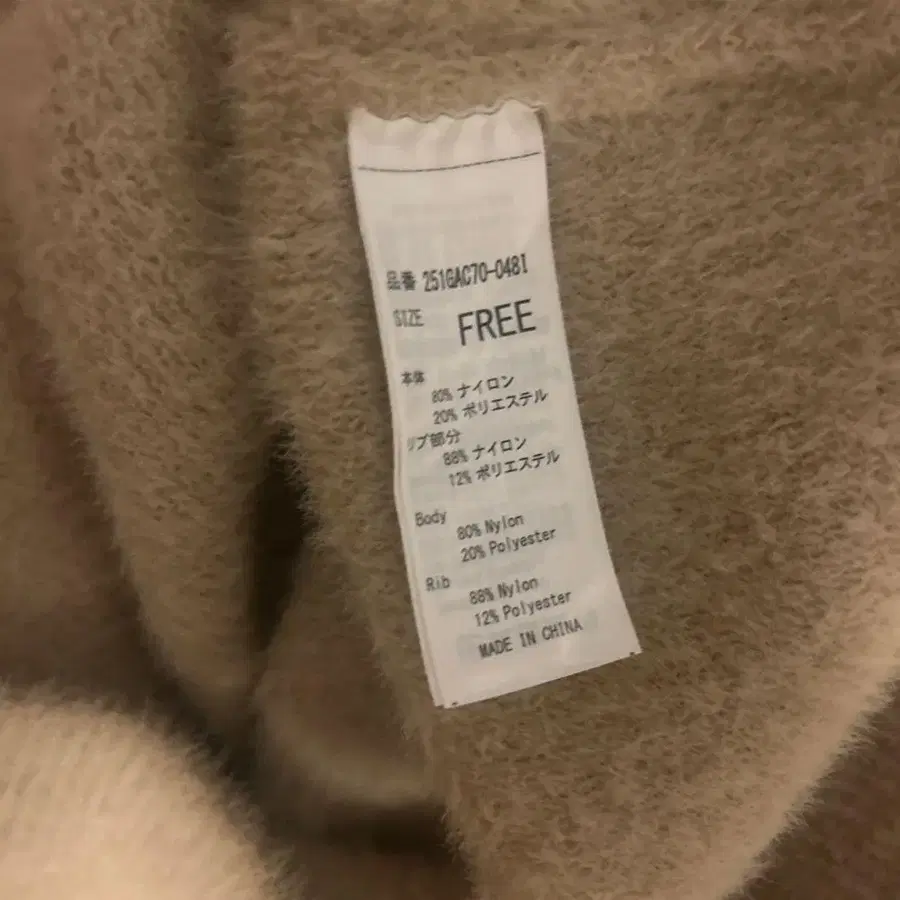 品番 251GAC70-0481
SIZE FREE
本体
80% ナイロン
20% ポリエステル
リブ部分
88% ナイロン
12% ポリエステル
Body
80% Nylon
20% Polyester
Rib
88% Nylon
12% Polyester
MADE IN CHINA